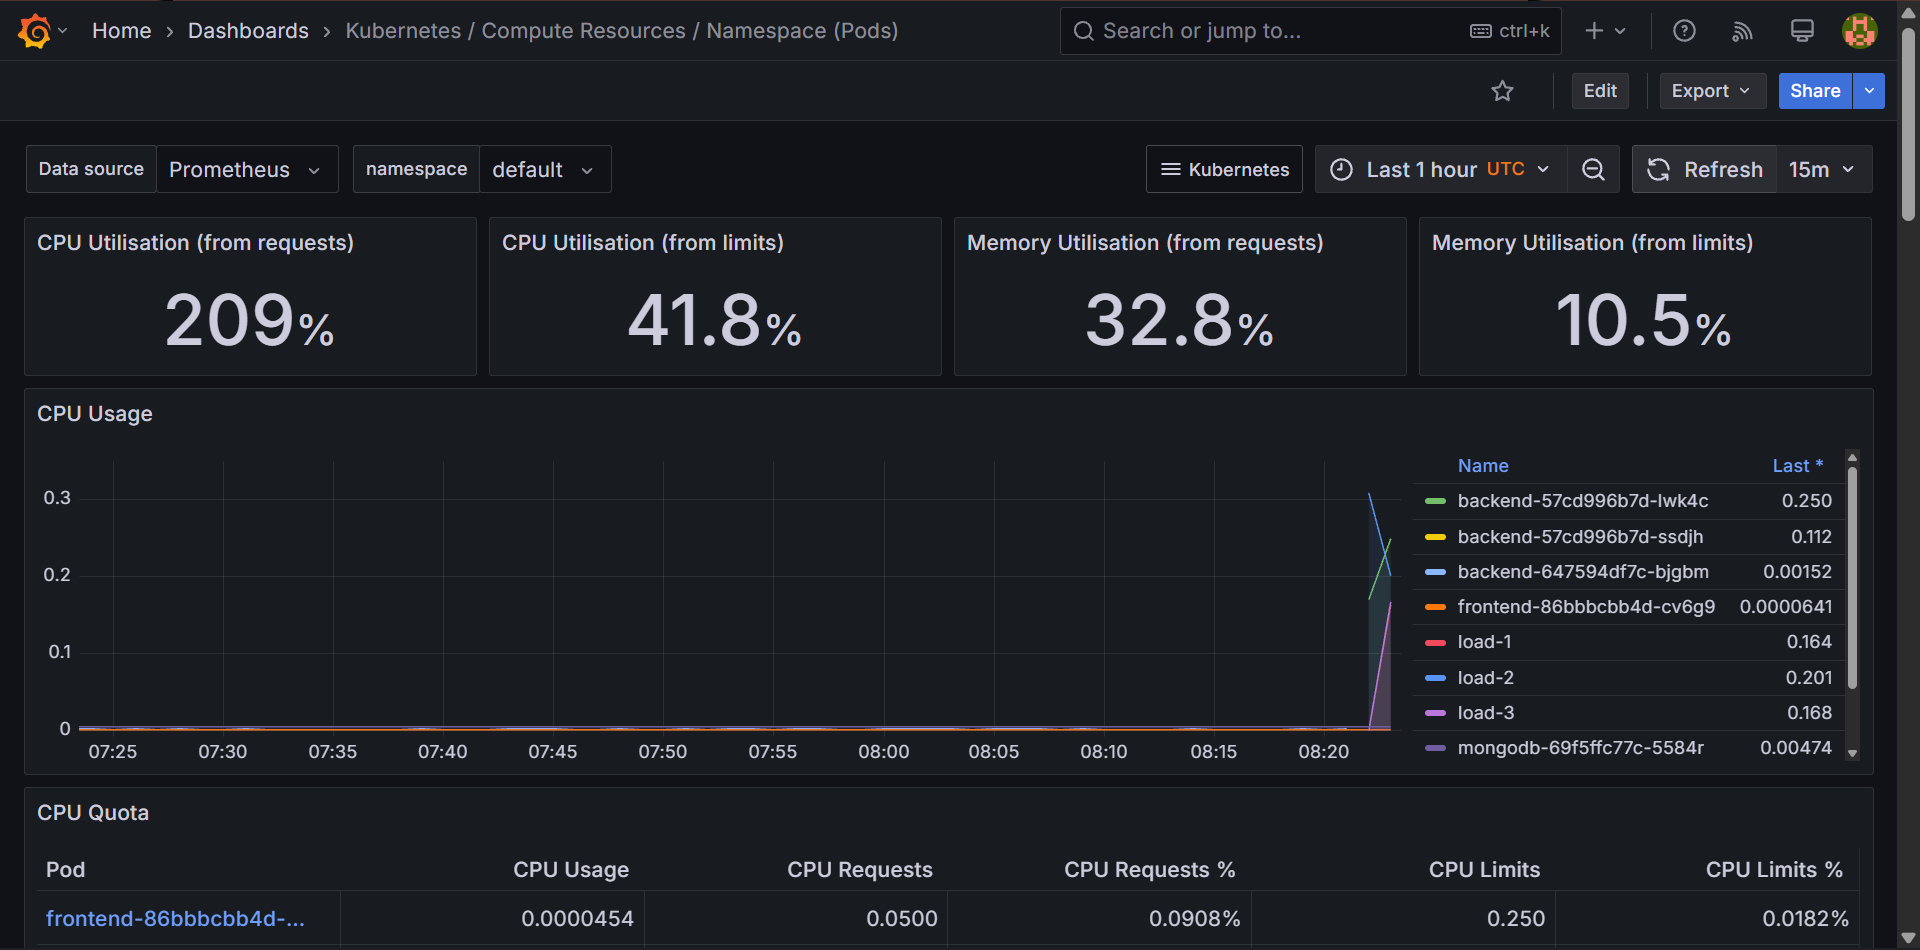 Home › Dashboards › Kubernetes / Compute Resources / Namespace (Pods)
Search or jump to... ctrl+k
Edit Export Share
Data source Prometheus namespace default Kubernetes Last 1 hour UTC Refresh 15m
CPU Utilisation (from requests) CPU Utilisation (from limits) Memory Utilisation (from requests) Memory Utilisation (from limits)
209% 41.8% 32.8% 10.5%
CPU Usage
0.3
0.2
0.1
0
07:25 07:30 07:35 07:40 07:45 07:50 07:55 08:00 08:05 08:10 08:15 08:20
Name Last *
backend-57cd996b7d-lwk4c 0.250
backend-57cd996b7d-ssdjh 0.112
backend-647594df7c-bjgbm 0.00152
frontend-86bbbcbb4d-cv6g9 0.0000641
load-1 0.164
load-2 0.201
load-3 0.168
mongodb-69f5ffc77c-5584r 0.00474
CPU Quota
Pod CPU Usage CPU Requests CPU Requests % CPU Limits CPU Limits %
frontend-86bbbcbb4d-... 0.0000454 0.0500 0.0908% 0.250 0.0182%